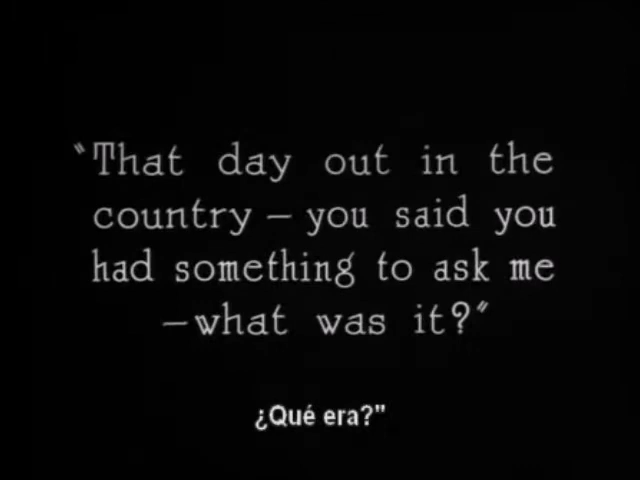 "That day out in the
country — you said you
had something to ask me
—what was it?"
¿Qué era?"